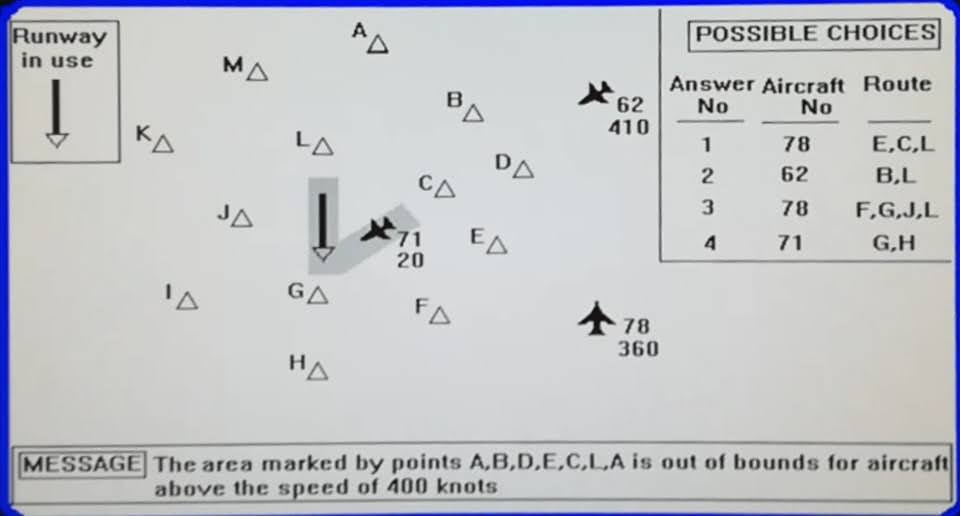 Runway
in use
A
M
B
K
L
D
C
J
E
I
G
F
H
62
410
71
20
78
360
POSSIBLE CHOICES
Answer Aircraft Route
No No
1 78 E,C,L
2 62 B,L
3 78 F,G,J,L
4 71 G,H
MESSAGE The area marked by points A,B,D,E,C,L,A is out of bounds for aircraft
above the speed of 400 knots